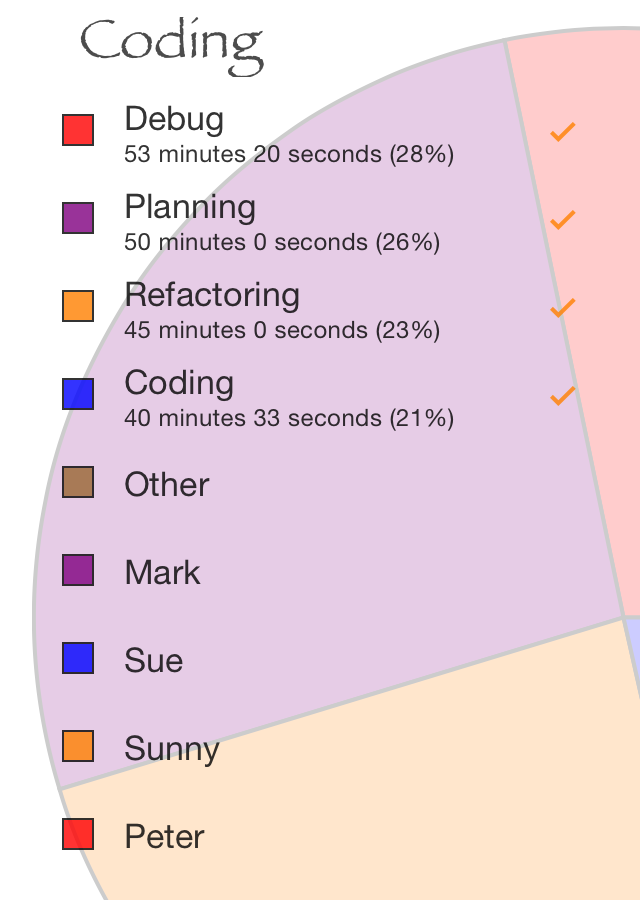 Coding
Debug
53 minutes 20 seconds (28%)
Planning
50 minutes 0 seconds (26%)
Refactoring
45 minutes 0 seconds (23%)
Coding
40 minutes 33 seconds (21%)
Other
Mark
Sue
Sunny
Peter